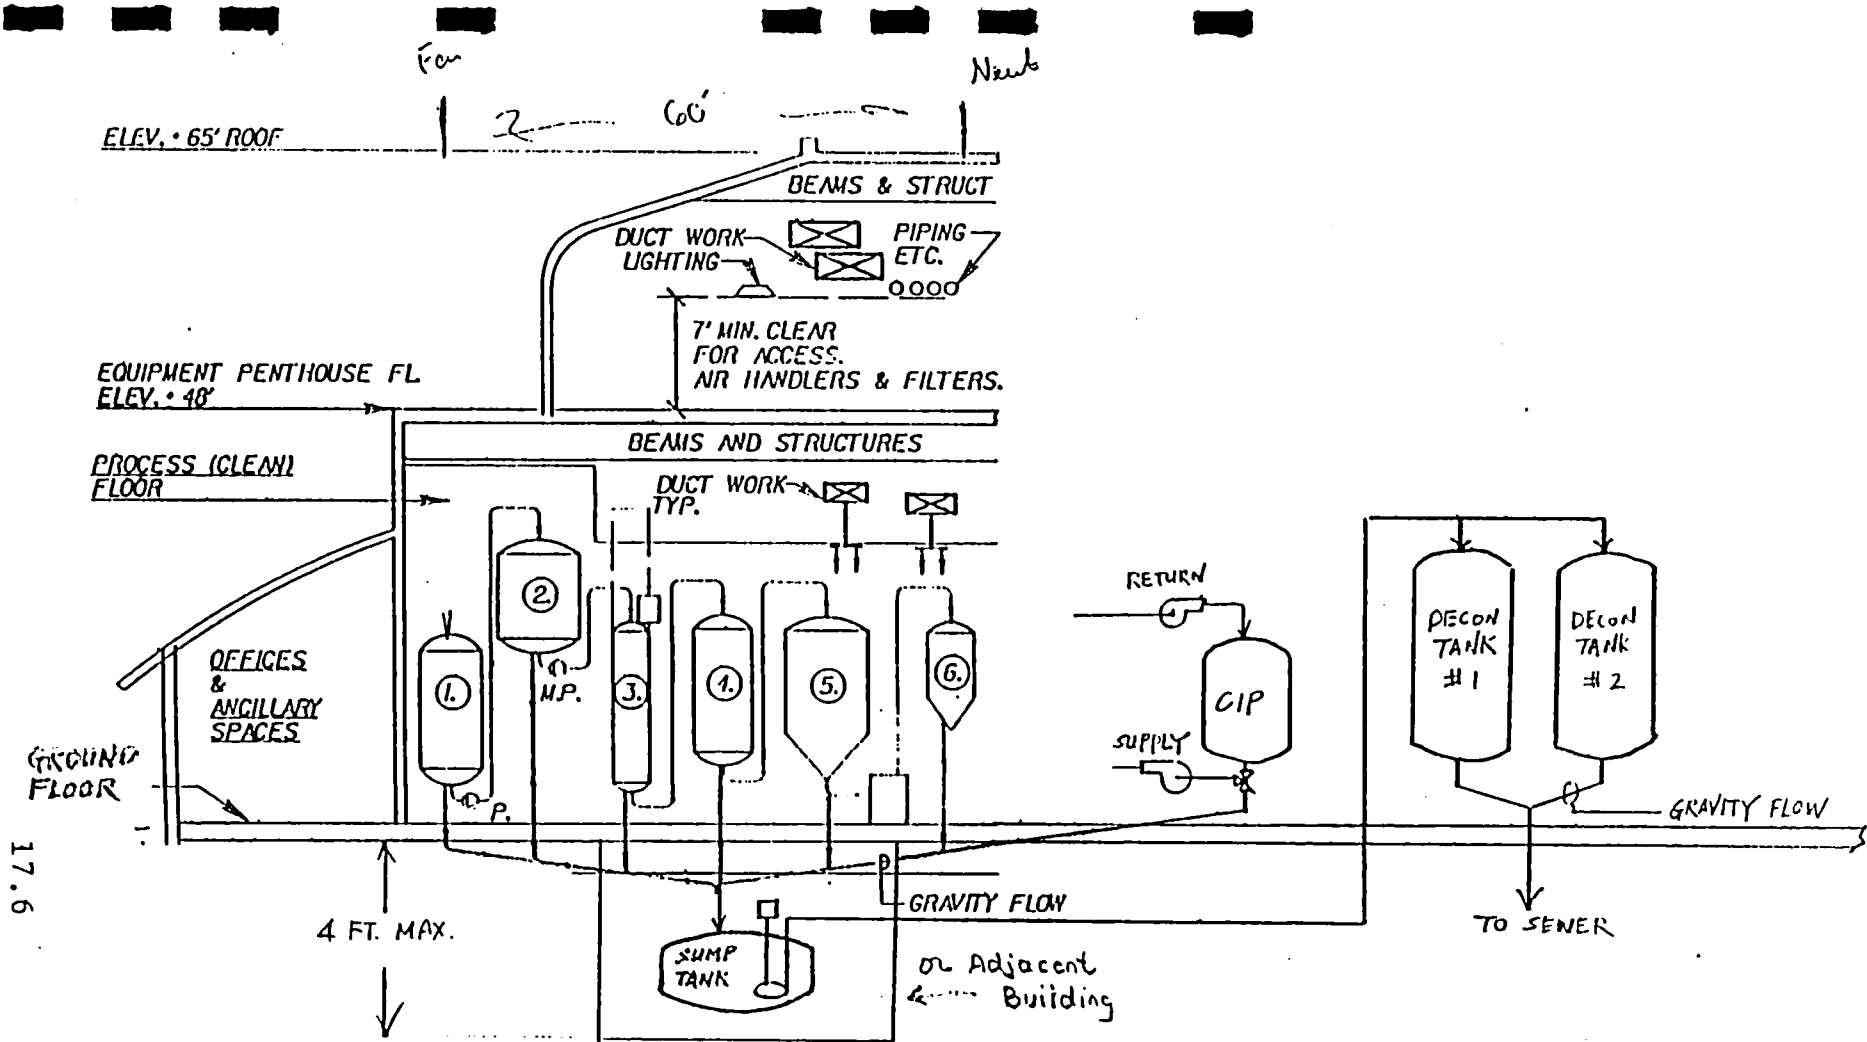 60'
ELEV. • 65' ROOF
BEAMS & STRUCT
DUCT WORK
LIGHTING
PIPING
ETC.
7' MIN. CLEAR
FOR ACCESS.
AIR HANDLERS & FILTERS.
EQUIPMENT PENTHOUSE FL
ELEV. • 48'
BEAMS AND STRUCTURES
PROCESS (CLEAN)
FLOOR
DUCT WORK
TYP.
1.
2.
M.P.
P.
3.
1.
5.
6.
OFFICES
&
ANCILLARY
SPACES
GROUND
FLOOR
RETURN
CIP
SUPPLY
DECON
TANK
#1
DECON
TANK
#2
GRAVITY FLOW
TO SEWER
4 FT. MAX.
GRAVITY FLOW
SUMP
TANK
or Adjacent
Building
17.6